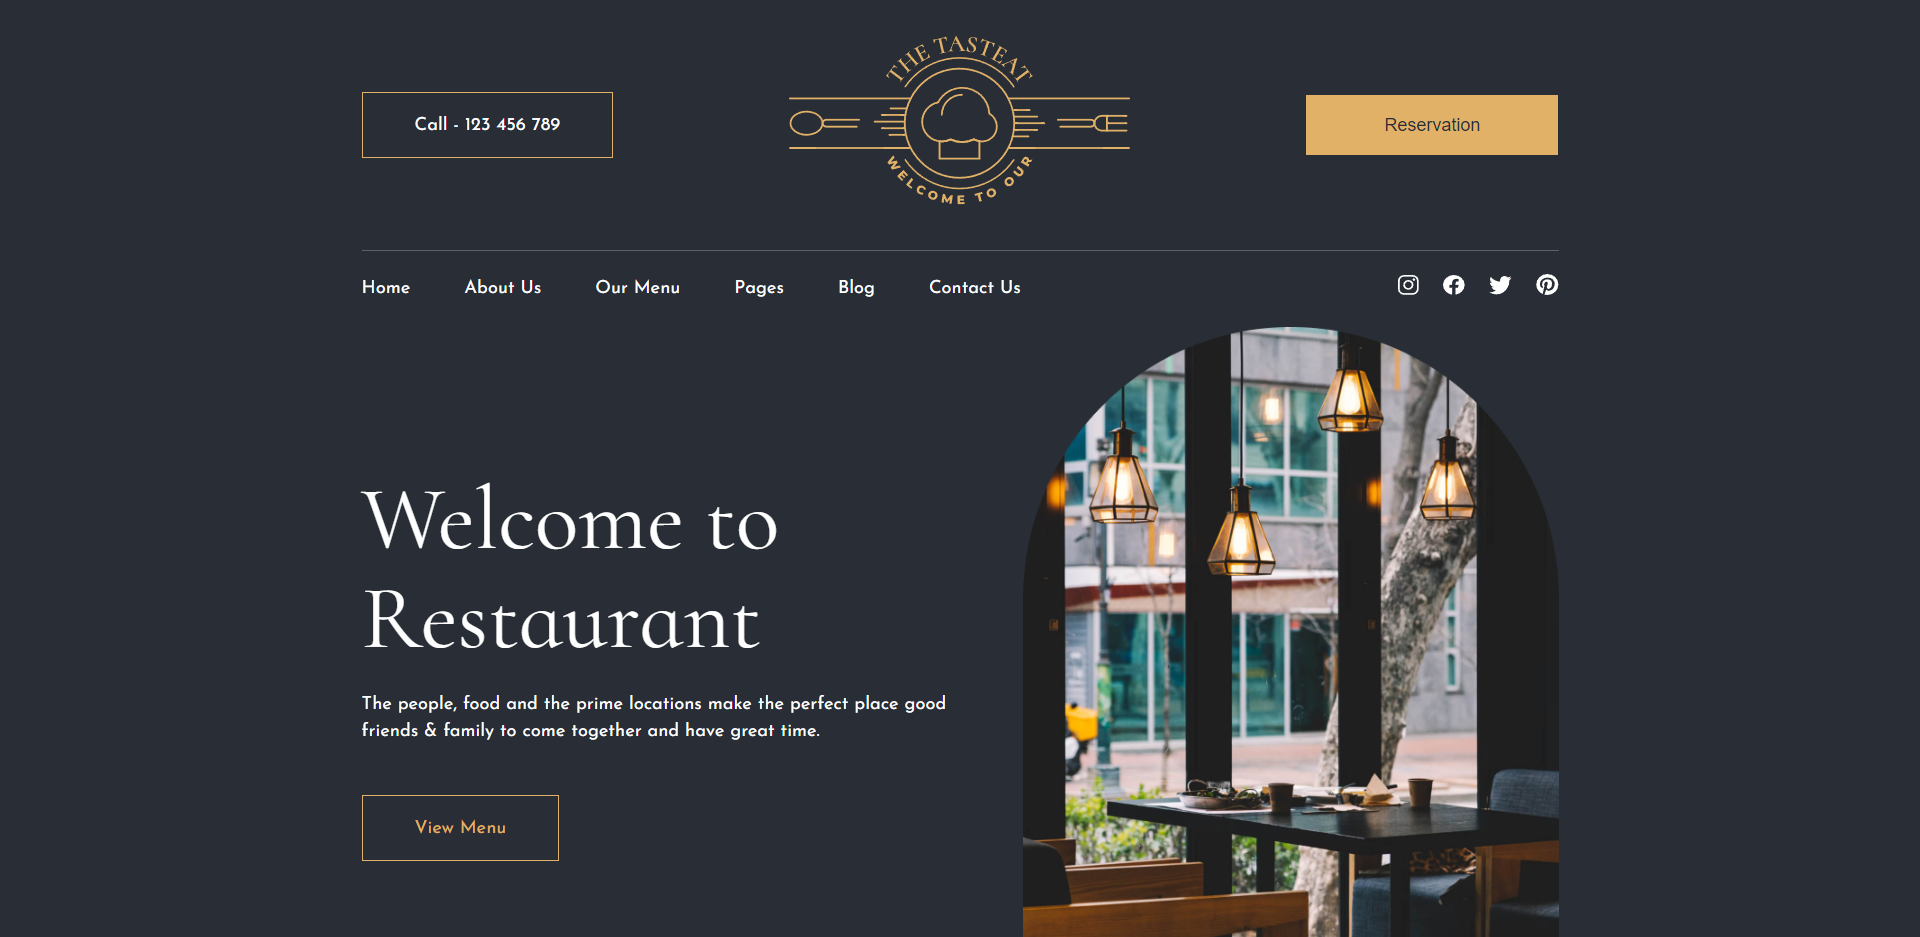 Call - 123 456 789
THE TASTEAT
WELCOME TO OUR
Reservation
Home
About Us
Our Menu
Pages
Blog
Contact Us
Welcome to
Restaurant
The people, food and the prime locations make the perfect place good
friends & family to come together and have great time.
View Menu